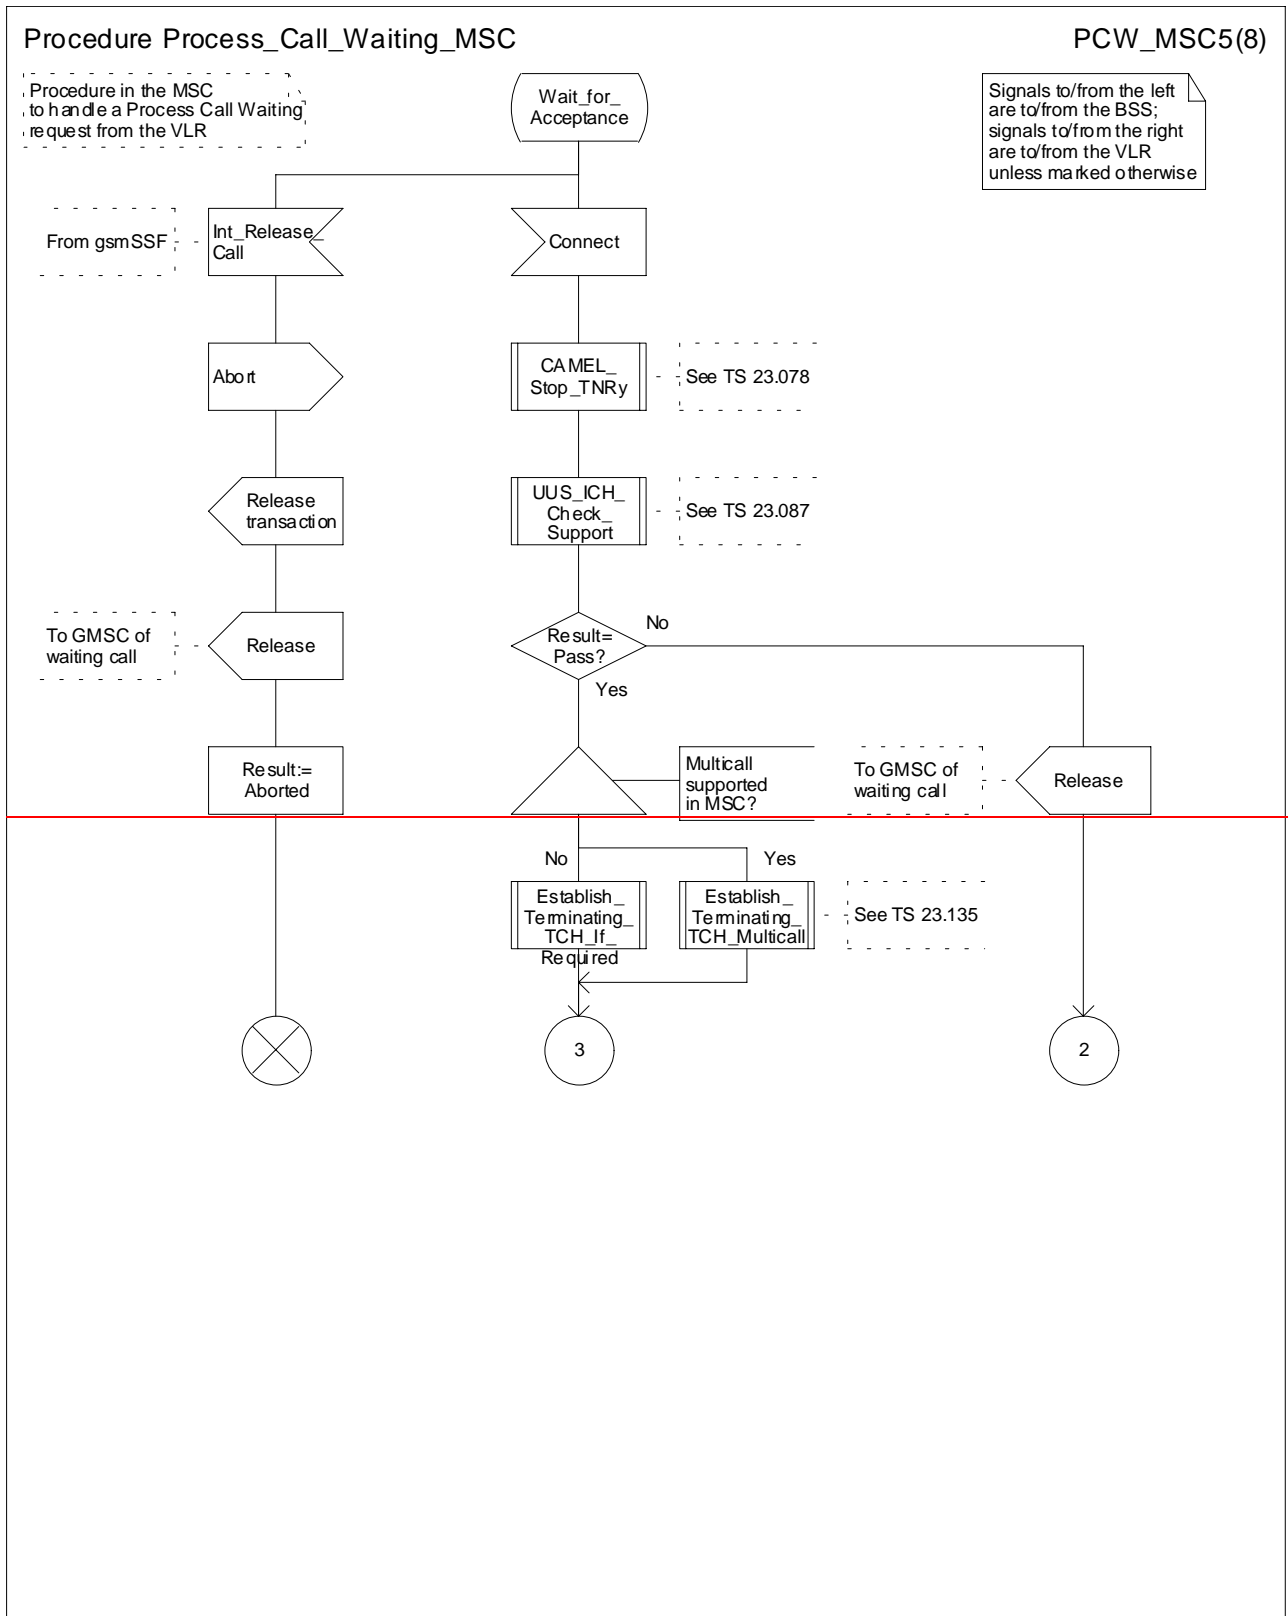 Procedure Process_Call_Waiting_MSC
PCW_MSC5(8)
Procedure in the MSC
to handle a Process Call Waiting
request from the VLR
Wait_for_
Acceptance
Signals to/from the left
are to/from the BSS;
signals to/from the right
are to/from the VLR
unless marked otherwise
From gsmSSF
Int_Release_
Call
Connect
Abort
CAMEL_
Stop_TNRy
See TS 23.078
Release
transaction
UUS_ICH_
Check_
Support
See TS 23.087
To GMSC of
waiting call
Release
Result=
Pass?
No
Yes
Result:=
Aborted
Multicall
supported
in MSC?
To GMSC of
waiting call
Release
No
Yes
Establish_
Terminating_
TCH_If_
Required
Establish_
Terminating_
TCH_Multicall
See TS 23.135
3
2